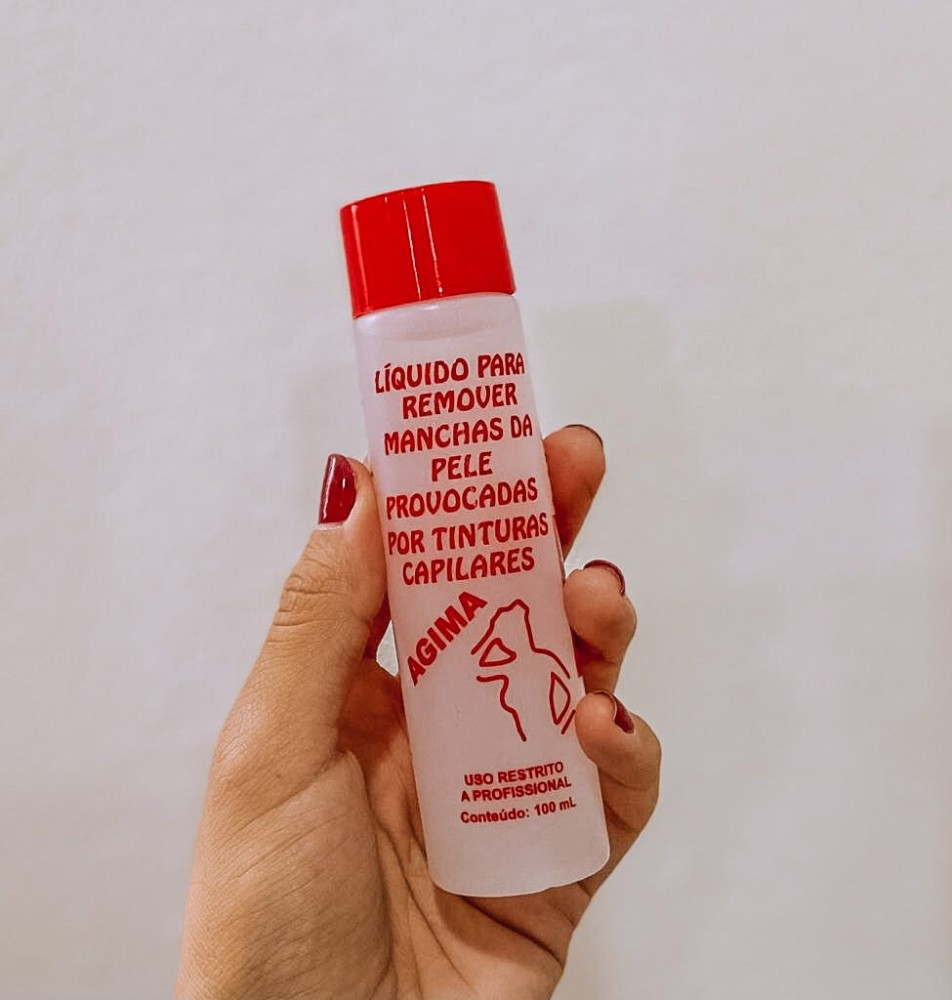 LÍQUIDO PARA
REMOVER
MANCHAS DA
PELE
PROVOCADAS
POR TINTURAS
CAPILARES
AGIMA
USO RESTRITO
A PROFISSIONAL
Conteúdo: 100 mL